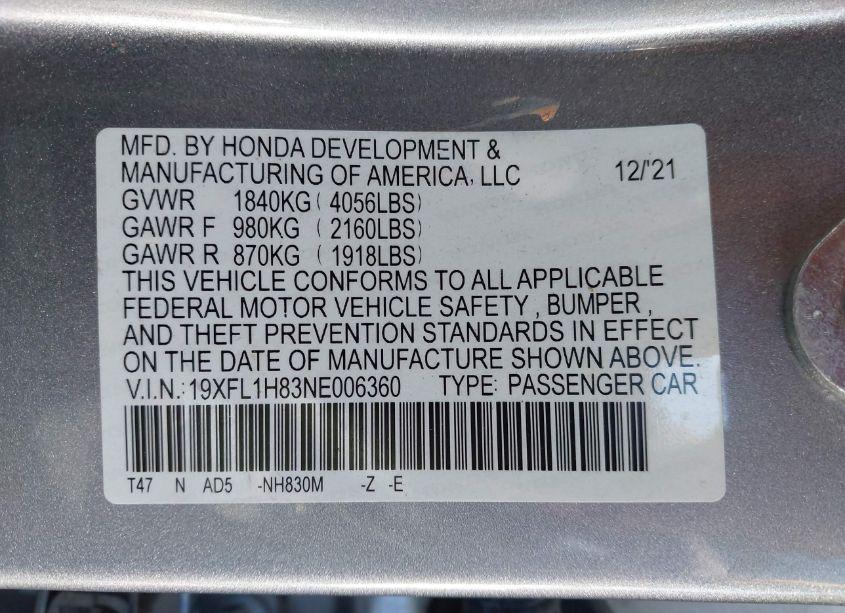 MFD. BY HONDA DEVELOPMENT &
MANUFACTURING OF AMERICA, LLC 12/'21
GVWR 1840KG ( 4056LBS)
GAWR F 980KG ( 2160LBS)
GAWR R 870KG ( 1918LBS)
THIS VEHICLE CONFORMS TO ALL APPLICABLE
FEDERAL MOTOR VEHICLE SAFETY , BUMPER ,
AND THEFT PREVENTION STANDARDS IN EFFECT
ON THE DATE OF MANUFACTURE SHOWN ABOVE.
V.I.N.: 19XFL1H83NE006360 TYPE: PASSENGER CAR
T47 N AD5 -NH830M -Z -E